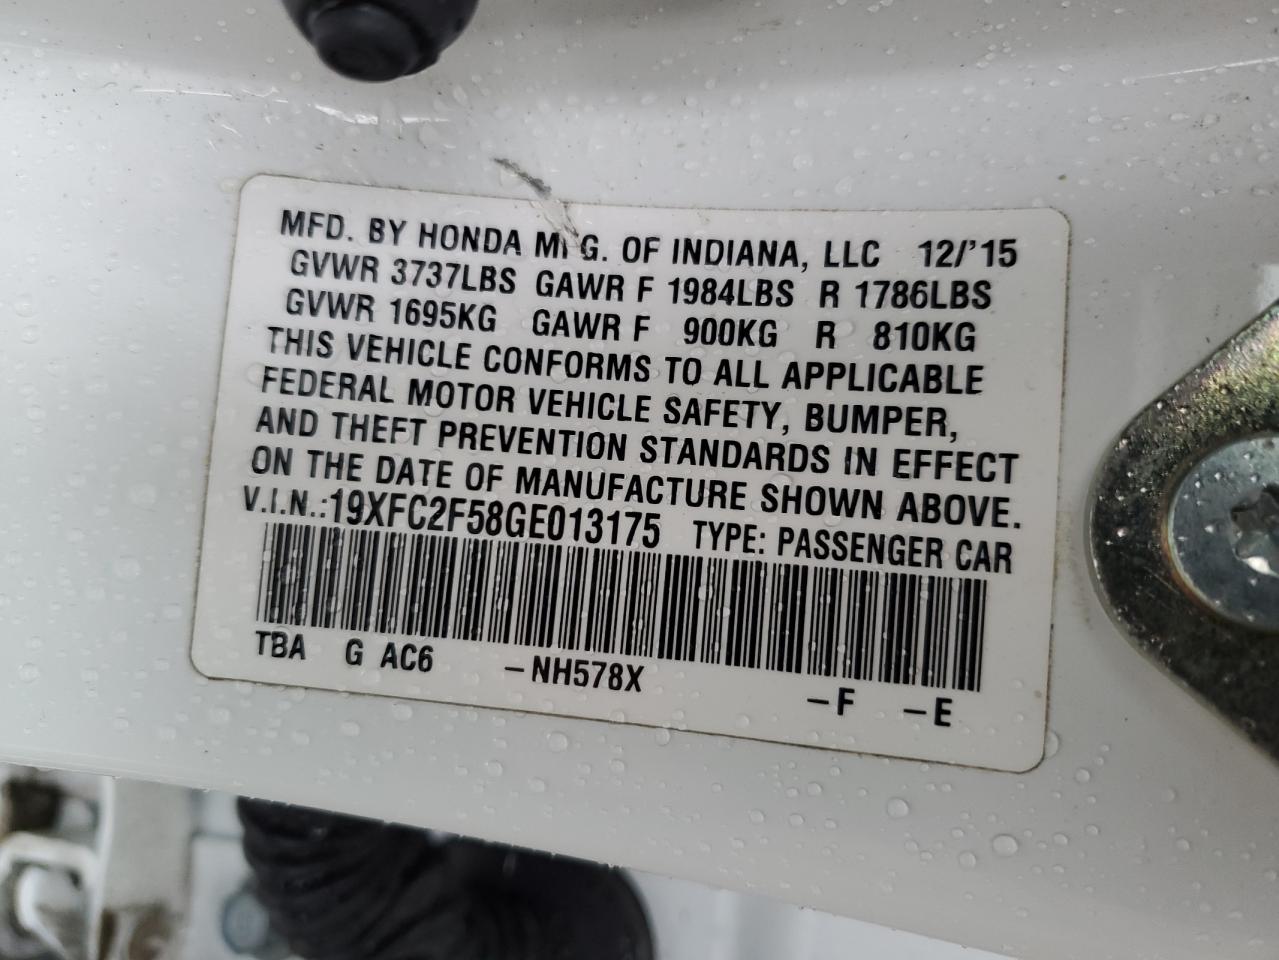 MFD. BY HONDA MFG. OF INDIANA, LLC 12/'15
GVWR 3737LBS GAWR F 1984LBS R 1786LBS
GVWR 1695KG GAWR F 900KG R 810KG
THIS VEHICLE CONFORMS TO ALL APPLICABLE
FEDERAL MOTOR VEHICLE SAFETY, BUMPER,
AND THEFT PREVENTION STANDARDS IN EFFECT
ON THE DATE OF MANUFACTURE SHOWN ABOVE.
V.I.N.:19XFC2F58GE013175 TYPE: PASSENGER CAR
TBA G AC6 -NH578X -F -E